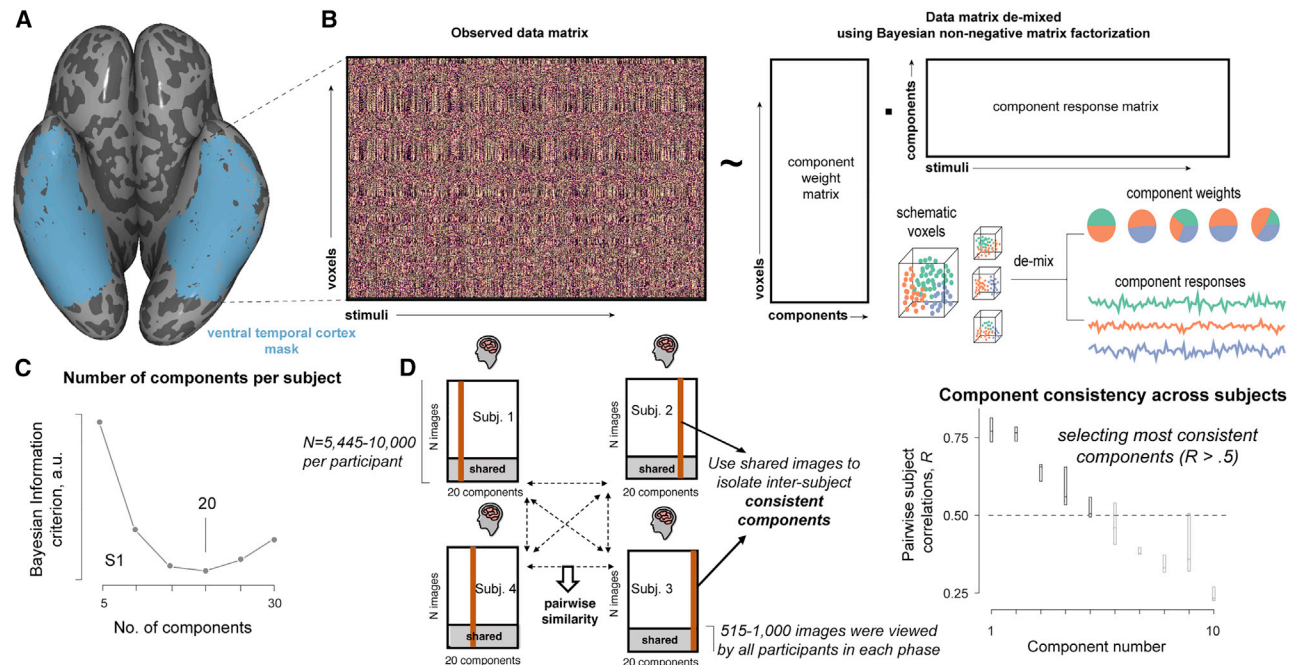 A
ventral temporal cortex
mask
B
Observed data matrix
voxels
stimuli
Data matrix de-mixed
using Bayesian non-negative matrix factorization
~
voxels
component
weight
matrix
components
.
components
component response matrix
stimuli
schematic
voxels
de-mix
component weights
component responses
C
Number of components per subject
Bayesian Information
criterion, a.u.
20
S1
5
30
No. of components
D
N=5,445-10,000
per participant
N images
Subj. 1
shared
20 components
N images
Subj. 2
shared
20 components
Use shared images to
isolate inter-subject
consistent
components
N images
Subj. 4
shared
20 components
pairwise
similarity
N images
Subj. 3
shared
20 components
515-1,000 images were viewed
by all participants in each phase
Component consistency across subjects
selecting most consistent
components (R > .5)
Pairwise subject
correlations, R
0.75
0.50
0.25
1
10
Component number